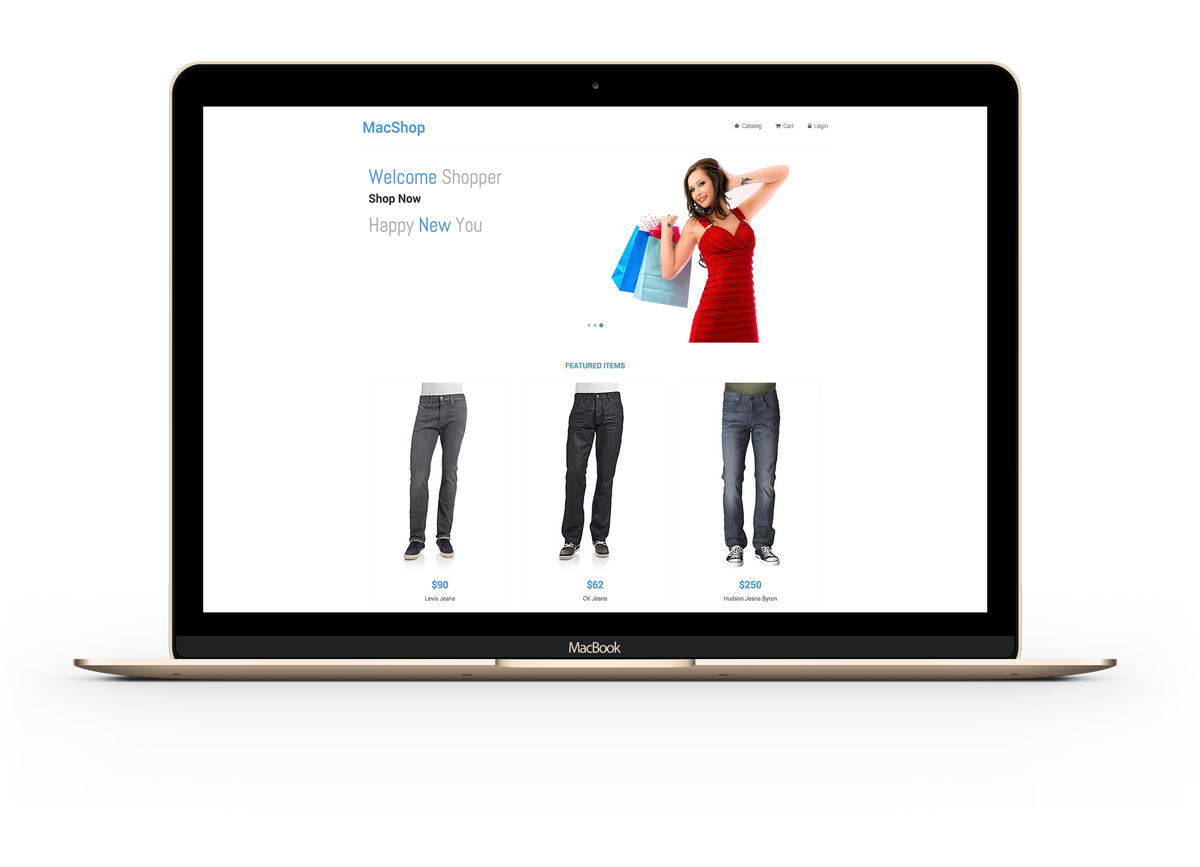 MacShop
Catalog Cart Login
Welcome Shopper
Shop Now
Happy New You
FEATURED ITEMS
$90 $62 $250
Levis Jeans CK Jeans Hudson Jeans Byron
MacBook